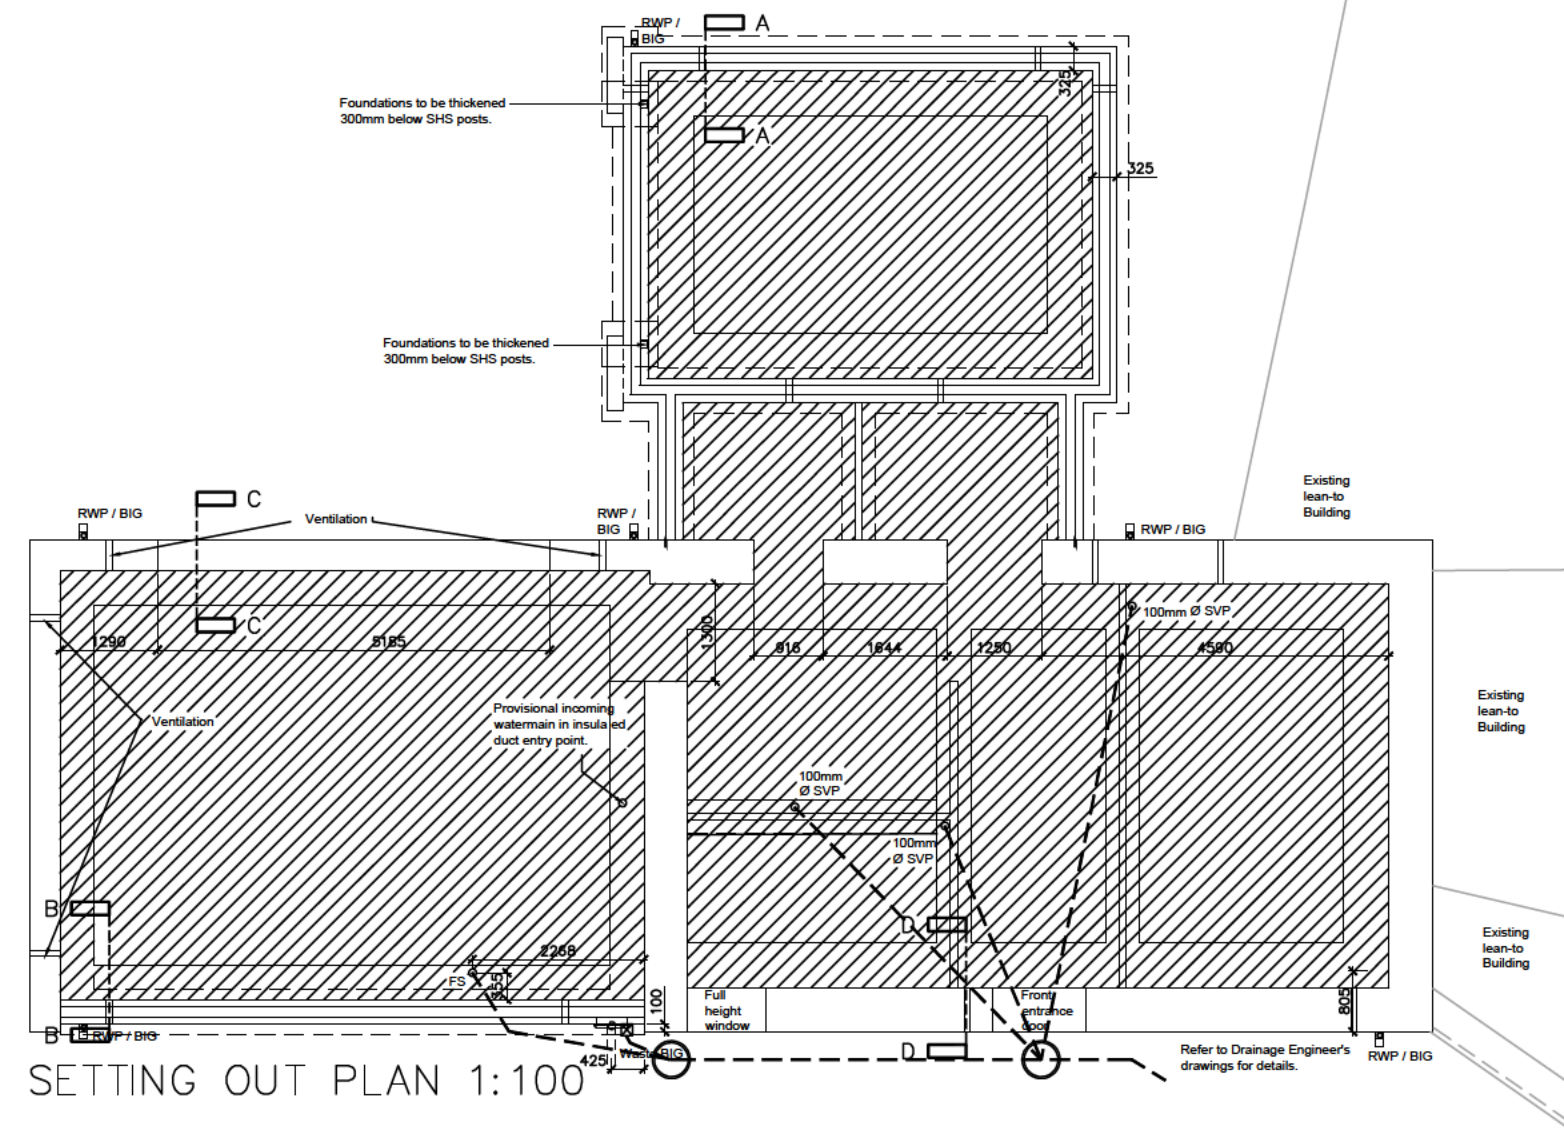 RWP /
BIG
A
325
Foundations to be thickened
300mm below SHS posts.
A
325
Foundations to be thickened
300mm below SHS posts.
Existing
lean-to
Building
C
RWP / BIG
Ventilation
RWP /
BIG
RWP / BIG
100mm Ø SVP
C
1290
5185
1300
916
1644
1250
4590
Provisional incoming
watermain in insulated
duct entry point.
Ventilation
Existing
lean-to
Building
100mm
Ø SVP
100mm
Ø SVP
B
D
2268
Existing
lean-to
Building
FS
355
100
Full
height
window
Front
entrance
door
805
B
RWP / BIG
425
Waste BIG
D
Refer to Drainage Engineer's
drawings for details.
RWP / BIG
SETTING OUT PLAN 1:100